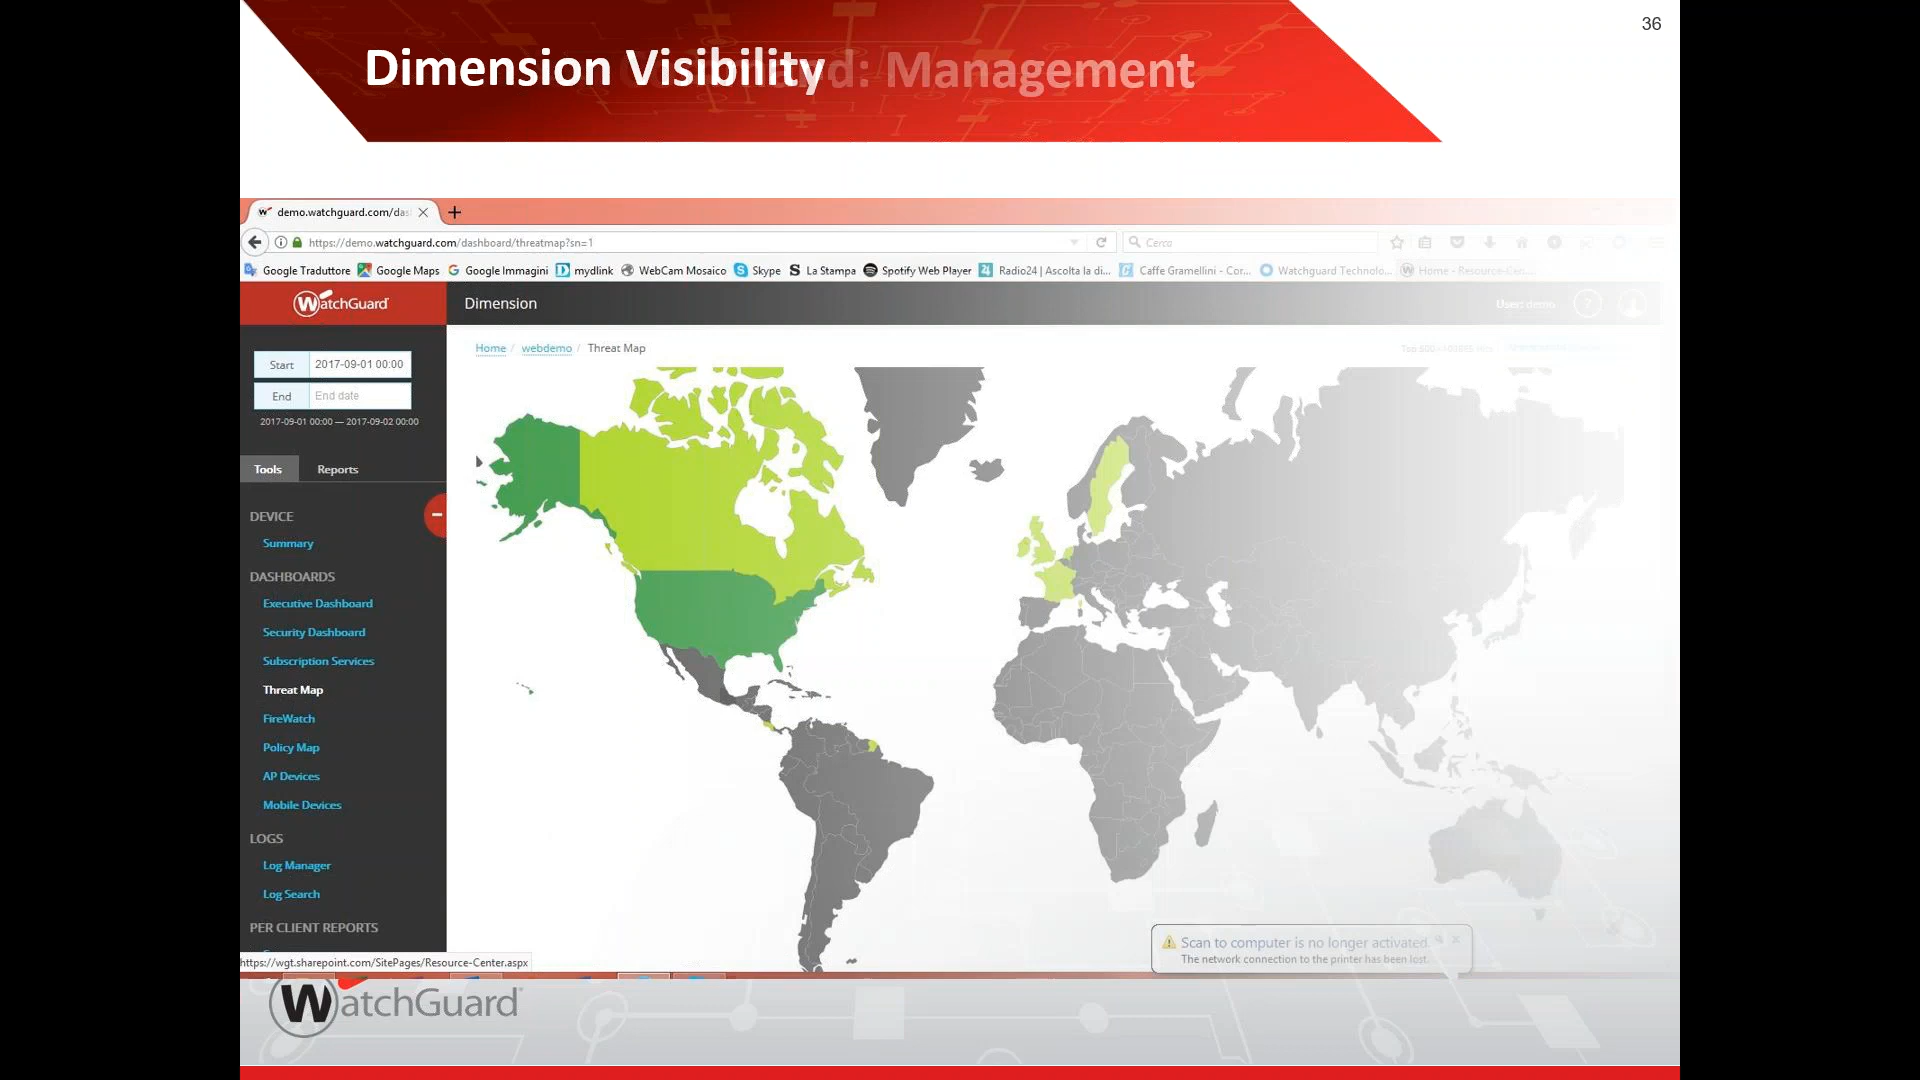 36
Dimension Visibility
d: Management
demo.watchguard.com/das
https://demo.watchguard.com/dashboard/threatmap?sn=1
Cerca
Google Traduttore Google Maps Google Immagini mydlink WebCam Mosaico Skype La Stampa Spotify Web Player Radio24 | Ascolta la di... Caffe Gramellini - Cor... Watchguard Technolo... Home - Resource-Cen...
WatchGuard
Dimension
User: demo
Home / webdemo / Threat Map
Start 2017-09-01 00:00
End End date
2017-09-01 00:00 — 2017-09-02 00:00
Tools Reports
DEVICE
Summary
DASHBOARDS
Executive Dashboard
Security Dashboard
Subscription Services
Threat Map
FireWatch
Policy Map
AP Devices
Mobile Devices
LOGS
Log Manager
Log Search
PER CLIENT REPORTS
Scan to computer is no longer activated.
The network connection to the printer has been lost.
https://wgt.sharepoint.com/SitePages/Resource-Center.aspx
WatchGuard